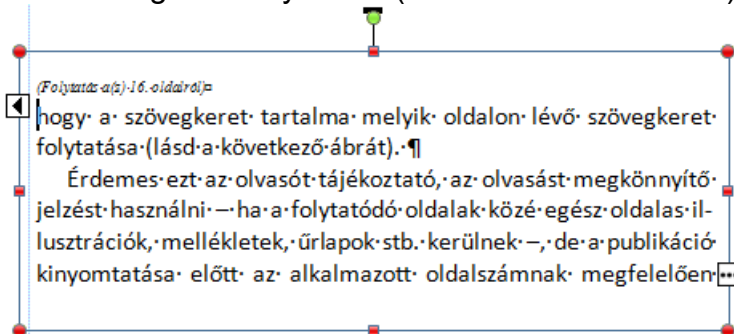 (Folytatás a(z) 16. oldalról)¤
hogy· a· szövegkeret· tartalma· melyik· oldalon· lévő· szövegkeret·
folytatása·(lásd·a·következő·ábrát).·¶
Érdemes·ezt·az·olvasót·tájékoztató,·az·olvasást·megkönnyítő·
jelzést·használni·–·ha·a·folytatódó·oldalak·közé·egész·oldalas·il-
lusztrációk,·mellékletek,·űrlapok·stb.·kerülnek·–,·de·a·publikáció·
kinyomtatása· előtt· az· alkalmazott· oldalszámnak· megfelelően·